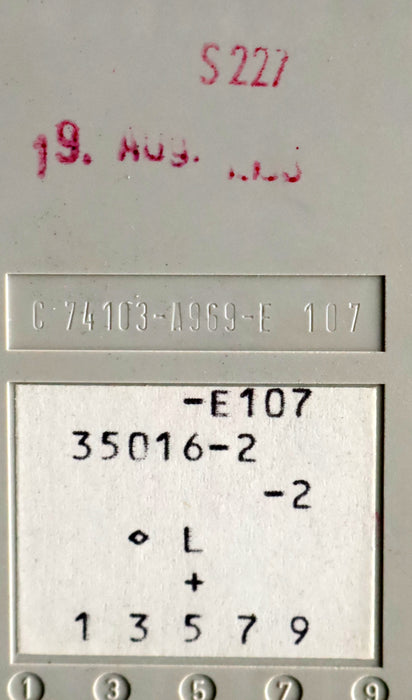 S 227
19. AUG.
C 74103-A969-E 107
-E107
35016-2
-2
◇ L
+
1 3 5 7 9
1 3 5 7 9